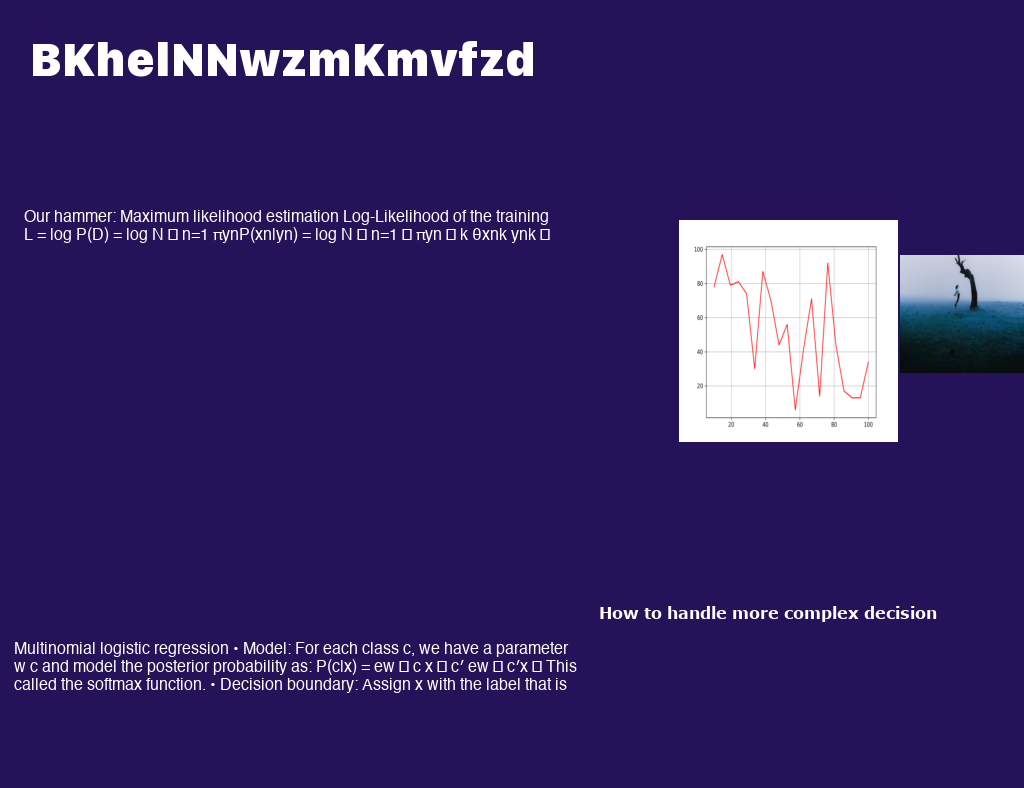 BKhelNNwzmKmvfzd
Our hammer: Maximum likelihood estimation Log-Likelihood of the training
L = log P(D) = log N □ n=1 πynP(xn|yn) = log N □ n=1 □ πyn □ k θxnk ynk □
100
80
60
40
20
20 40 60 80 100
How to handle more complex decision
Multinomial logistic regression • Model: For each class c, we have a parameter
w c and model the posterior probability as: P(c|x) = ew □ c x □ c′ ew □ c′x □ This
called the softmax function. • Decision boundary: Assign x with the label that is